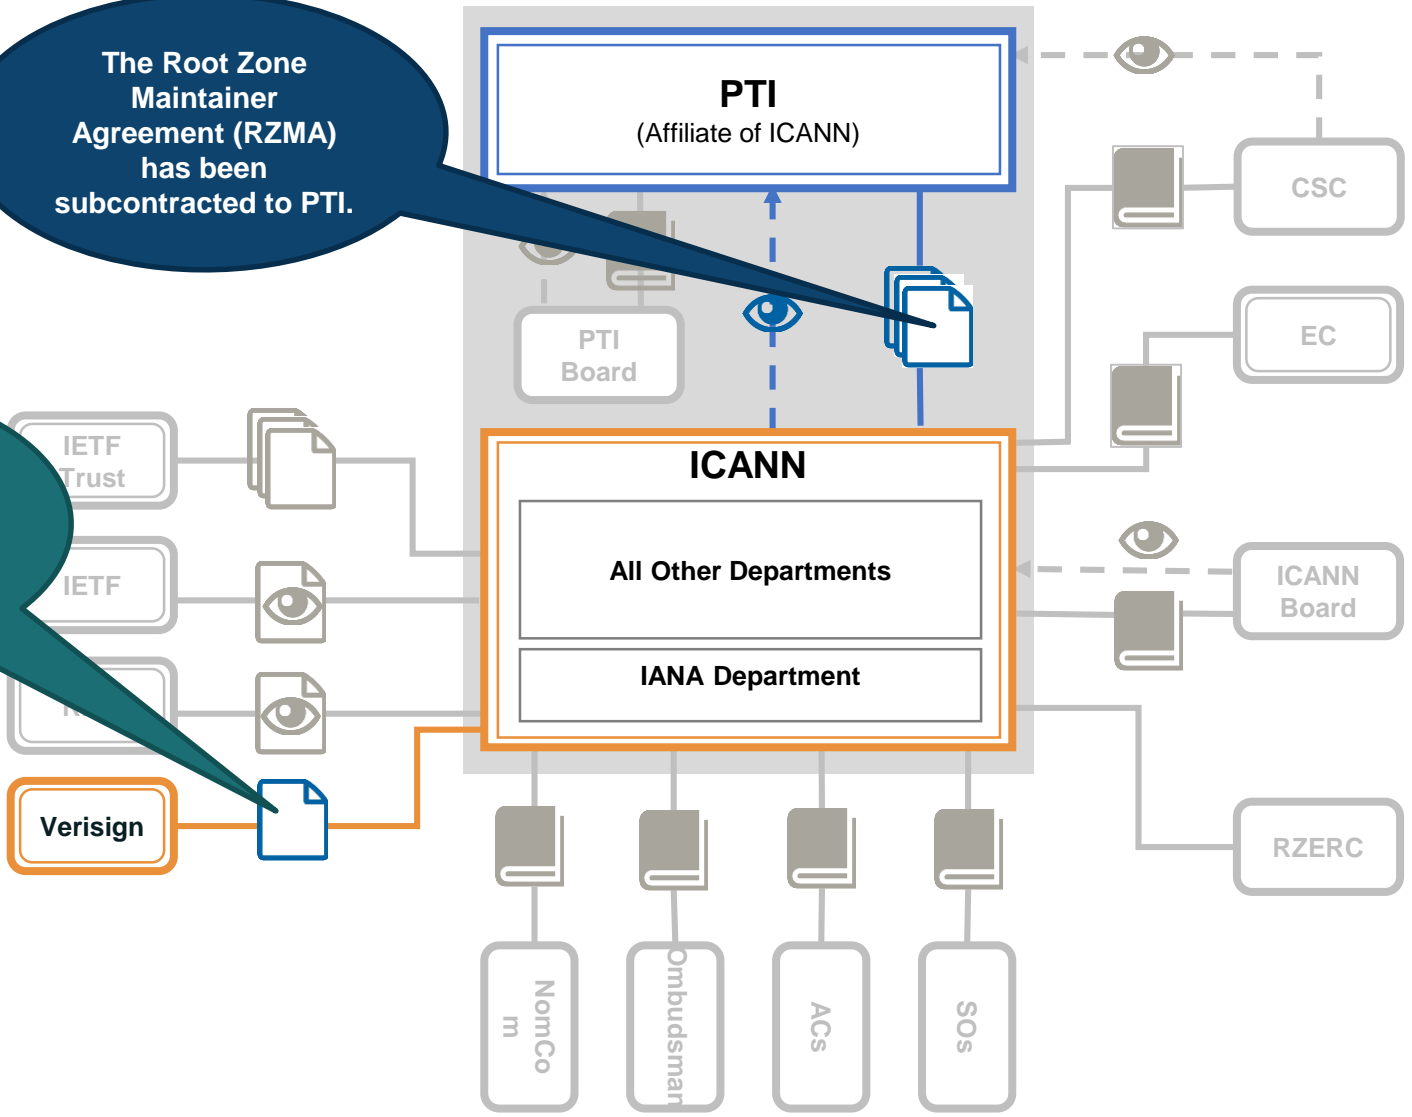 The Root Zone
Maintainer
Agreement (RZMA)
has been
subcontracted to PTI.
PTI
(Affiliate of ICANN)
CSC
PTI
Board
EC
IETF
Trust
ICANN
All Other Departments
IETF
ICANN
Board
IANA Department
Verisign
RZERC
NomCo
m
Ombudsman
ACs
SOs